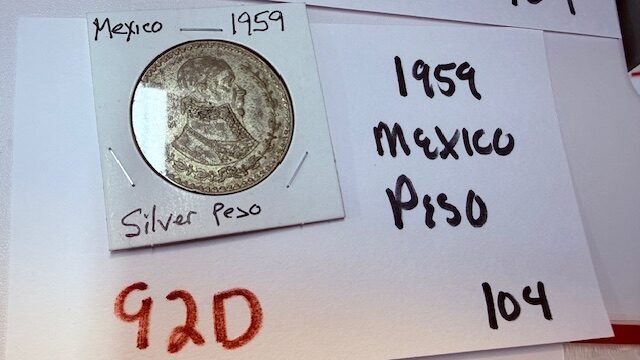 Mexico — 1959
Silver Peso
1959
Mexico
Peso
92D
104